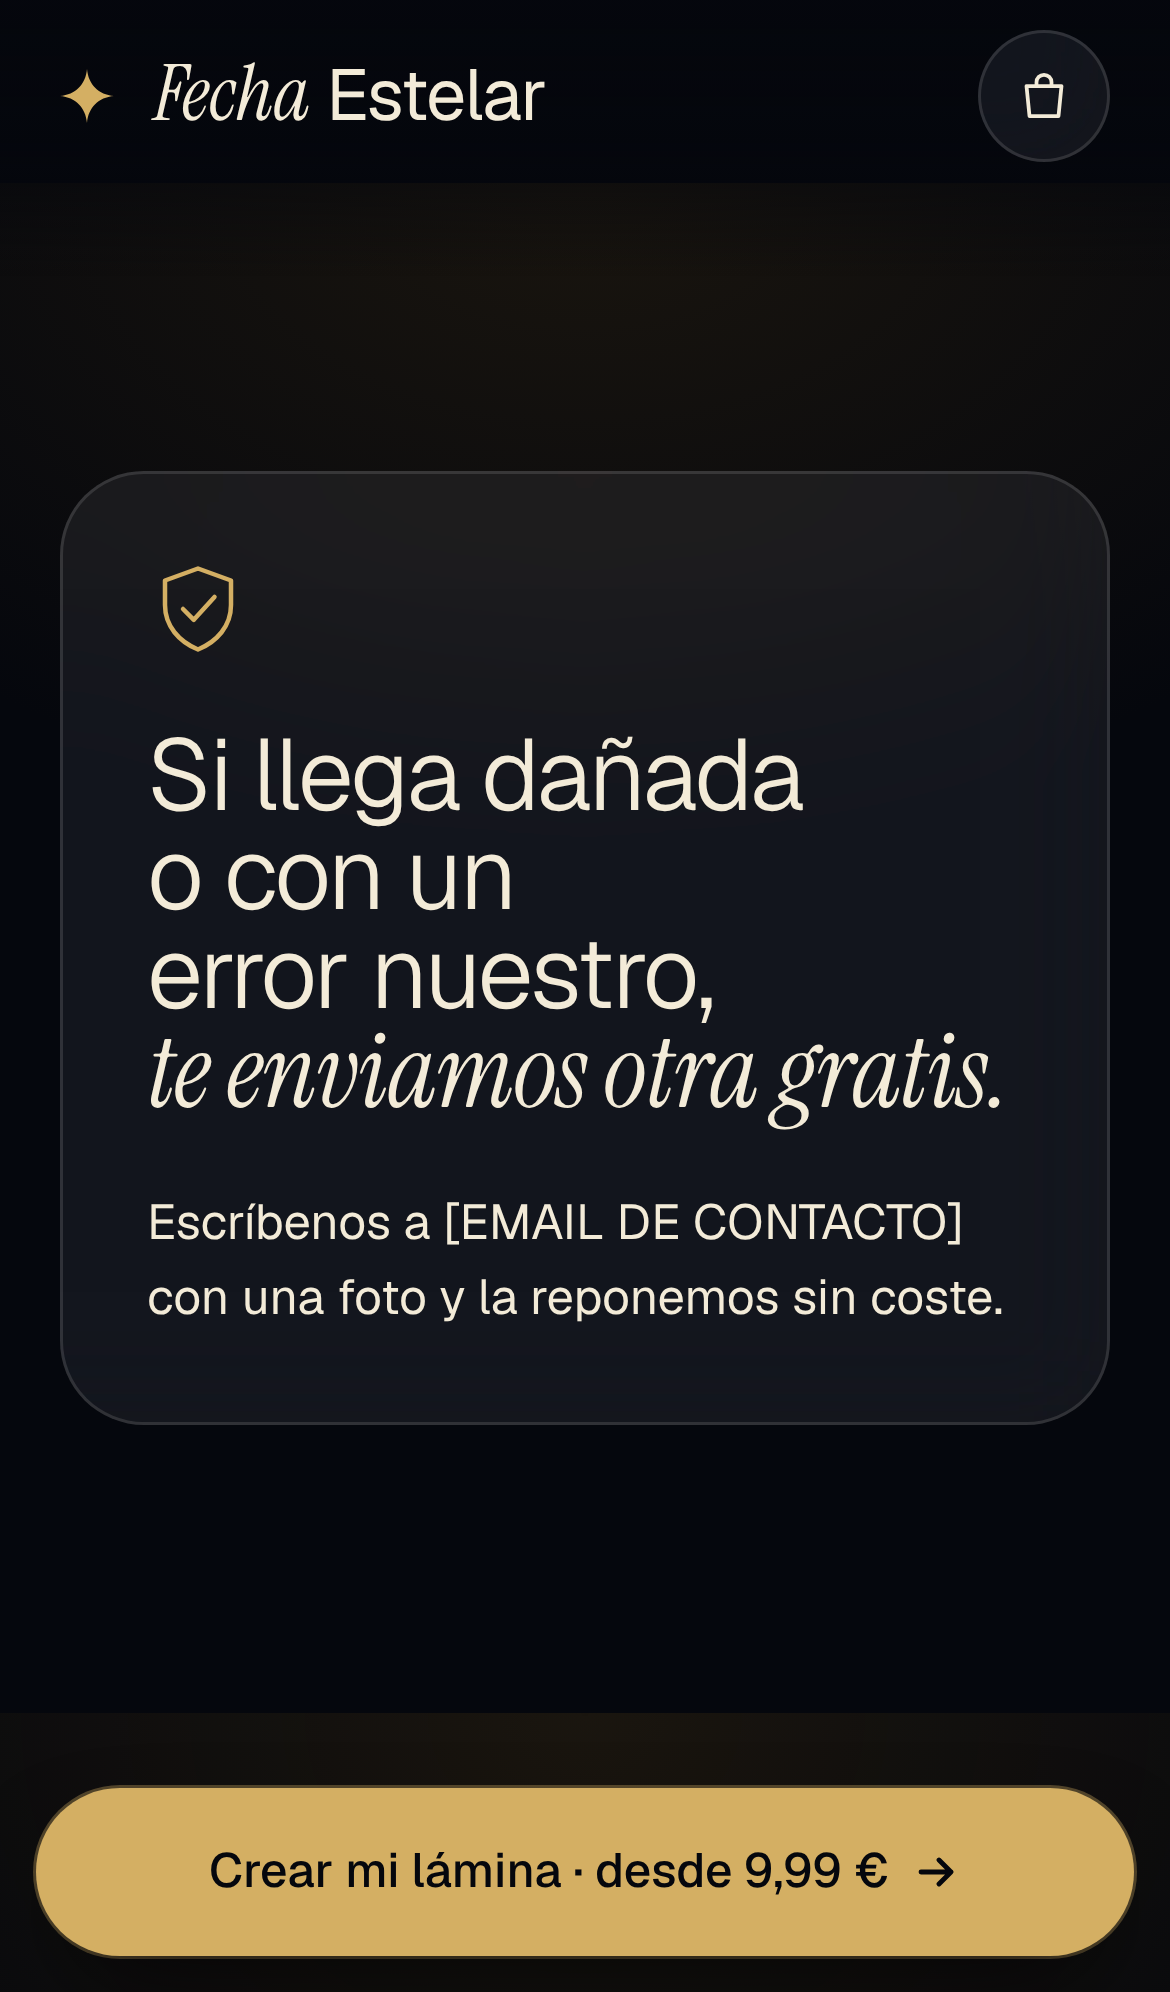 Fecha Estelar
Si llega dañada
o con un
error nuestro,
te enviamos otra gratis.
Escríbenos a [EMAIL DE CONTACTO]
con una foto y la reponemos sin coste.
Crear mi lámina · desde 9,99 € →